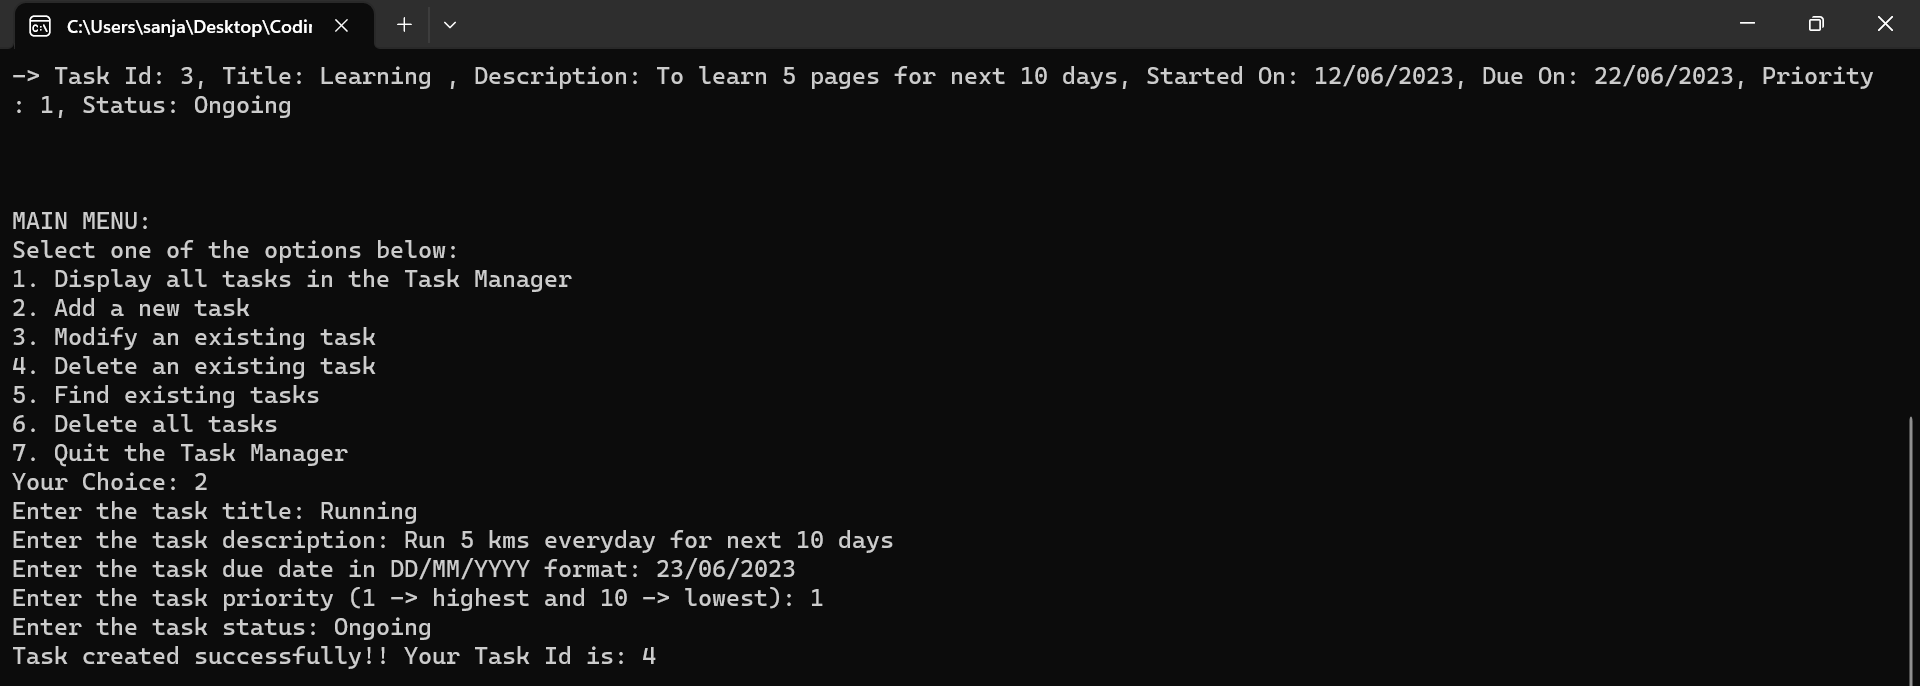 C:\Users\sanja\Desktop\Codin
-> Task Id: 3, Title: Learning , Description: To learn 5 pages for next 10 days, Started On: 12/06/2023, Due On: 22/06/2023, Priority
: 1, Status: Ongoing
MAIN MENU:
Select one of the options below:
1. Display all tasks in the Task Manager
2. Add a new task
3. Modify an existing task
4. Delete an existing task
5. Find existing tasks
6. Delete all tasks
7. Quit the Task Manager
Your Choice: 2
Enter the task title: Running
Enter the task description: Run 5 kms everyday for next 10 days
Enter the task due date in DD/MM/YYYY format: 23/06/2023
Enter the task priority (1 -> highest and 10 -> lowest): 1
Enter the task status: Ongoing
Task created successfully!! Your Task Id is: 4